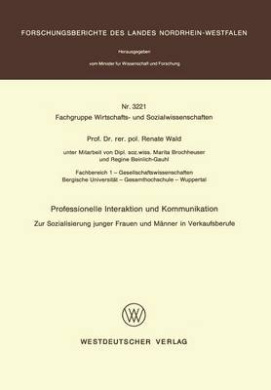 FORSCHUNGSBERICHTE DES LANDES NORDRHEIN-WESTFALEN
Herausgegeben
vom Minister für Wissenschaft und Forschung
Nr. 3221
Fachgruppe Wirtschafts- und Sozialwissenschaften
Prof. Dr. rer. pol. Renate Wald
unter Mitarbeit von Dipl. soz.wiss. Marita Brochheuser
und Regine Beinlich-Gauhl
Fachbereich 1 – Gesellschaftswissenschaften
Bergische Universität – Gesamthochschule – Wuppertal
Professionelle Interaktion und Kommunikation
Zur Sozialisierung junger Frauen und Männer in Verkaufsberufe
WESTDEUTSCHER VERLAG